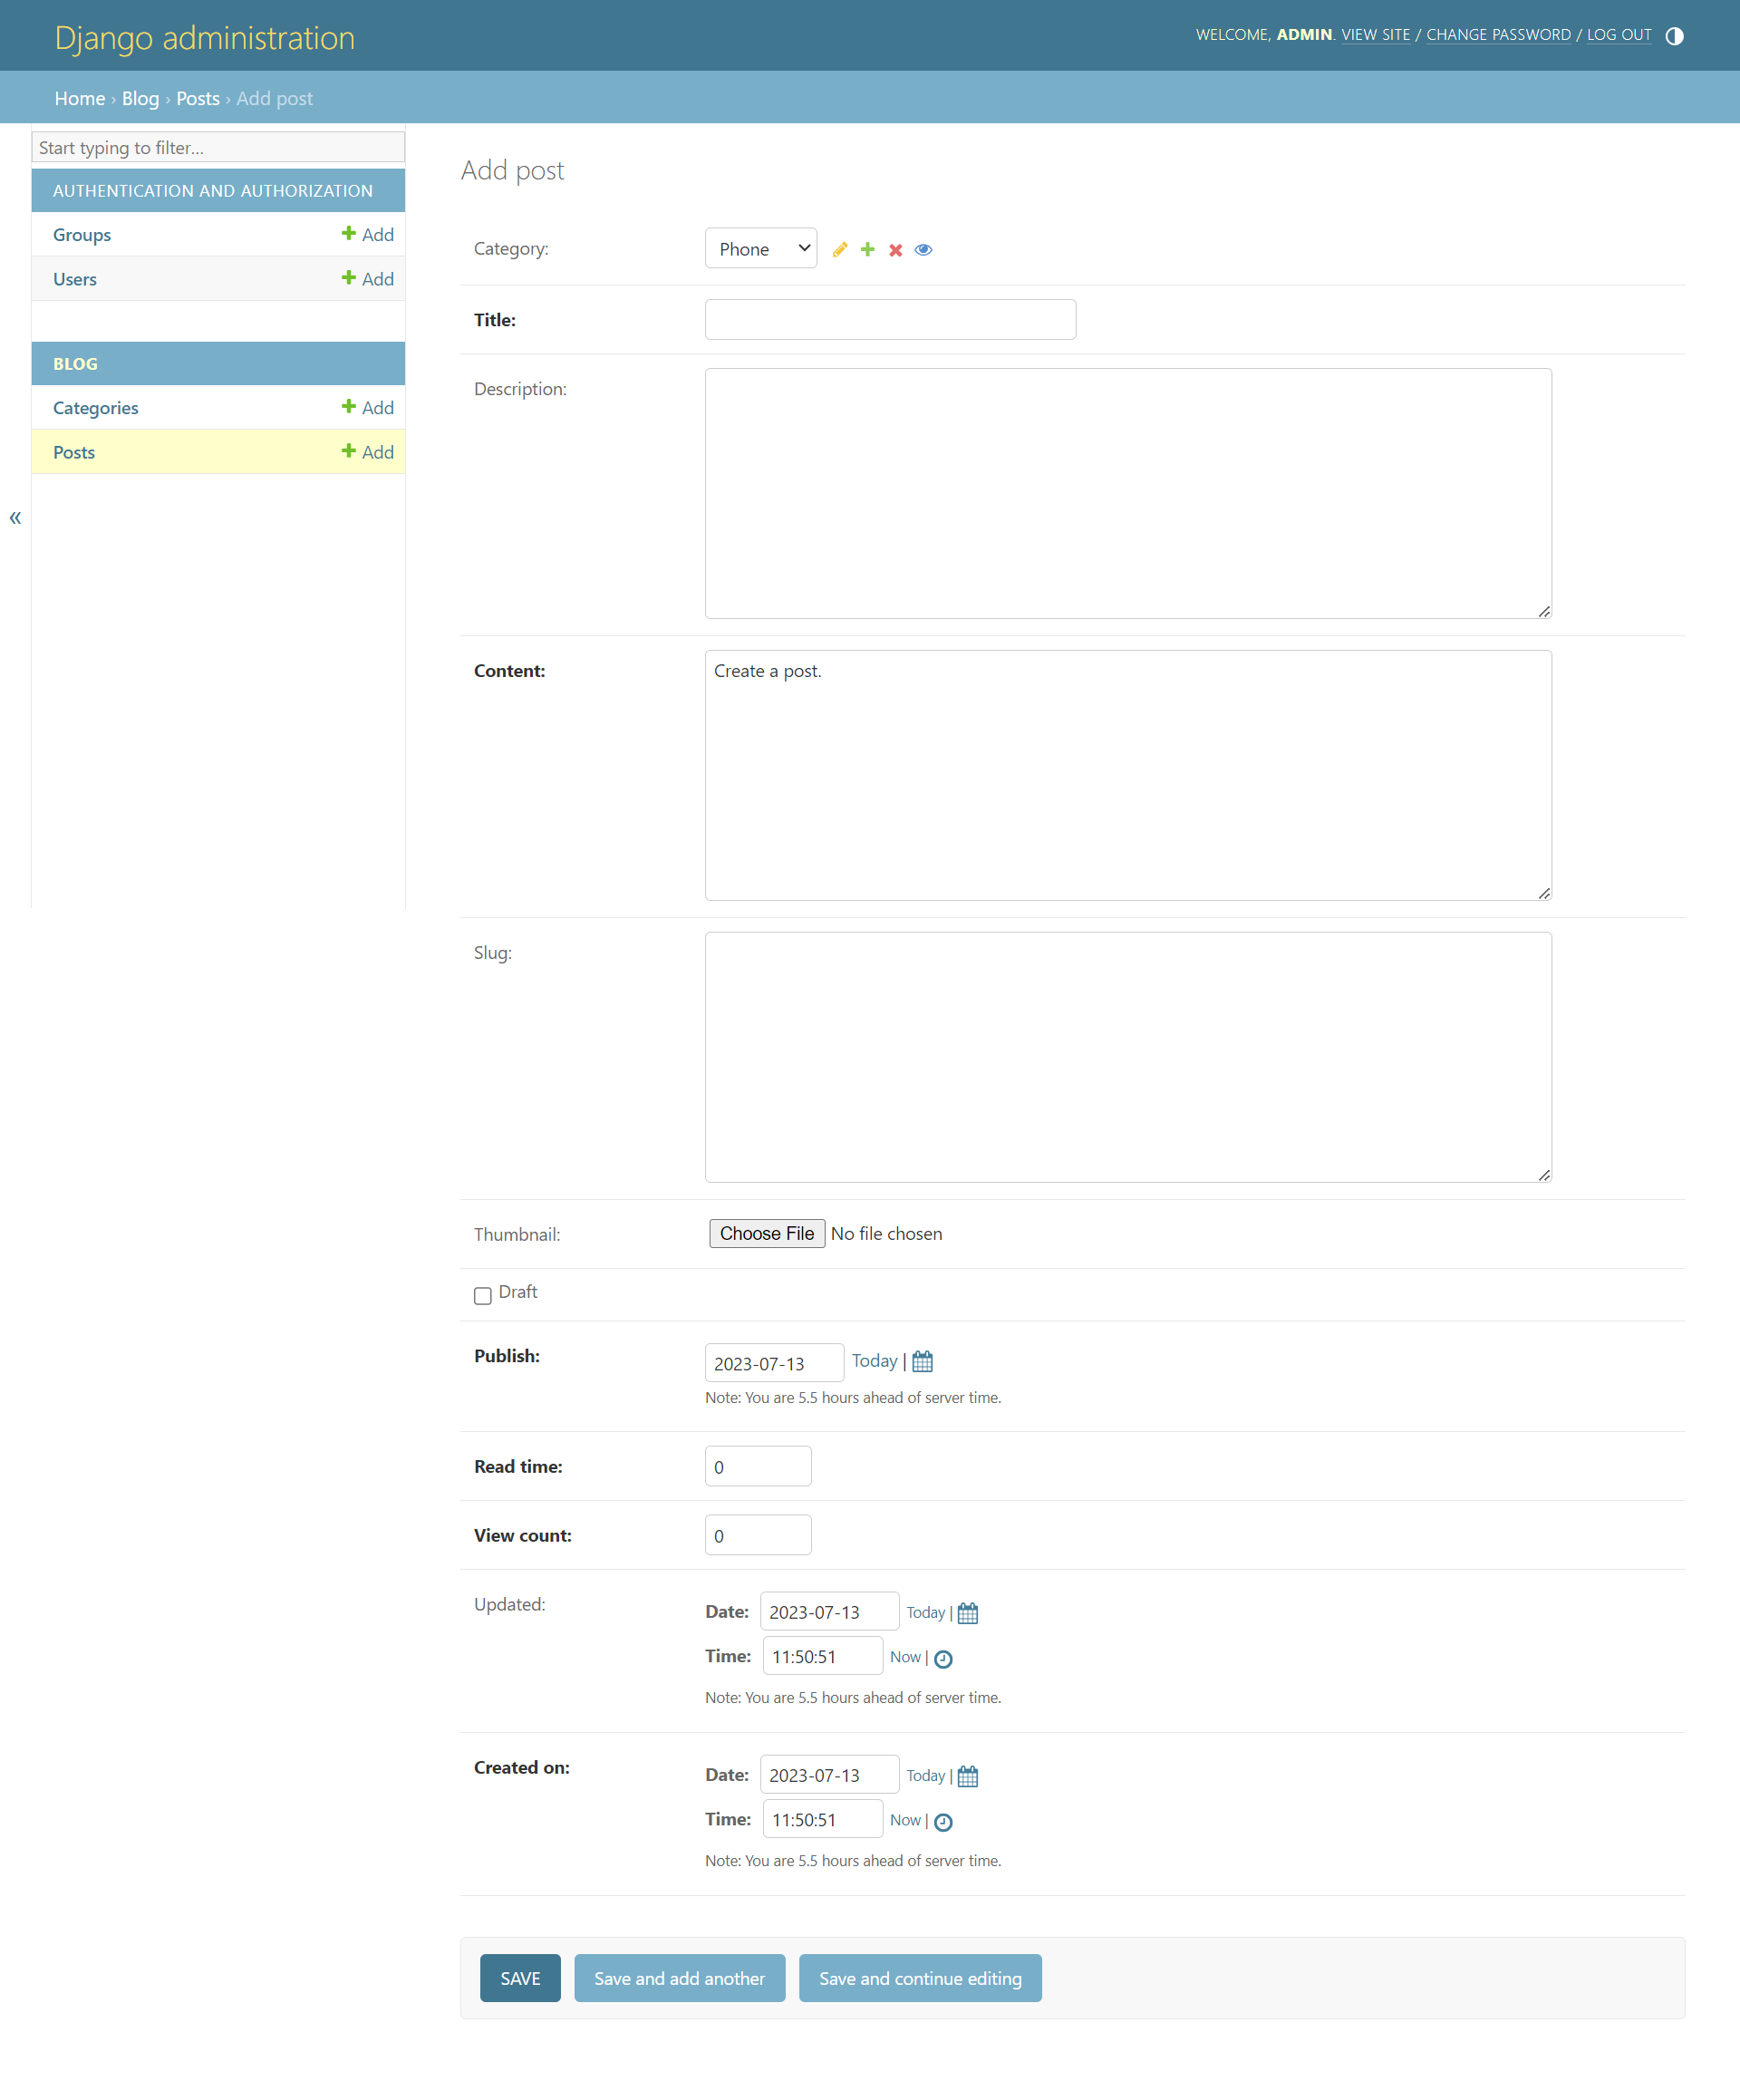 Django administration
WELCOME, ADMIN. VIEW SITE / CHANGE PASSWORD / LOG OUT
Home › Blog › Posts › Add post
Start typing to filter...
AUTHENTICATION AND AUTHORIZATION
Groups Add
Users Add
BLOG
Categories Add
Posts Add
«
Add post
Category: Phone
Title:
Description:
Content: Create a post.
Slug:
Thumbnail: Choose File No file chosen
Draft
Publish: 2023-07-13 Today |
Note: You are 5.5 hours ahead of server time.
Read time: 0
View count: 0
Updated: Date: 2023-07-13 Today |
Time: 11:50:51 Now |
Note: You are 5.5 hours ahead of server time.
Created on: Date: 2023-07-13 Today |
Time: 11:50:51 Now |
Note: You are 5.5 hours ahead of server time.
SAVE Save and add another Save and continue editing